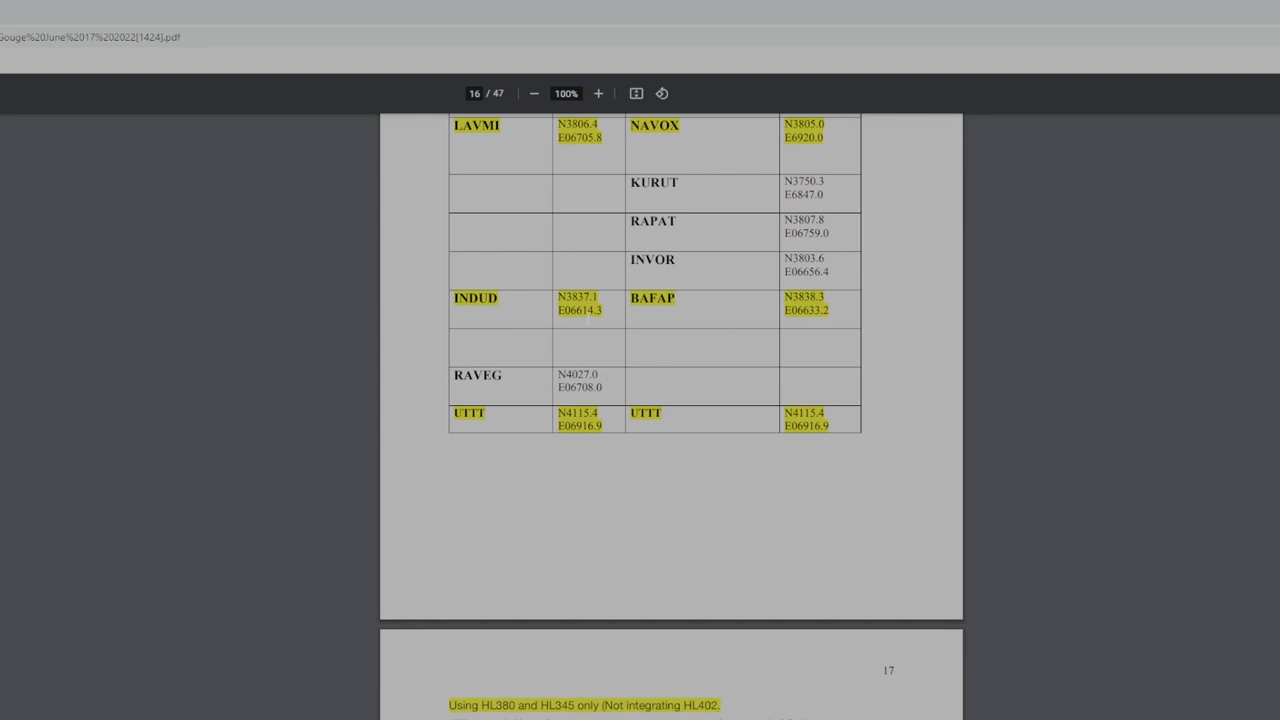 Gouge%20June%2017%202022[1424].pdf
16 / 47 100%
LAVMI N3806.4 NAVOX N3805.0
E06705.8 E6920.0
KURUT N3750.3
E6847.0
RAPAT N3807.8
E06759.0
INVOR N3803.6
E06656.4
INDUD N3837.1 BAFAP N3838.3
E06614.3 E06633.2
RAVEG N4027.0
E06708.0
UTTT N4115.4 UTTT N4115.4
E06916.9 E06916.9
17
Using HL380 and HL345 only (Not integrating HL402.